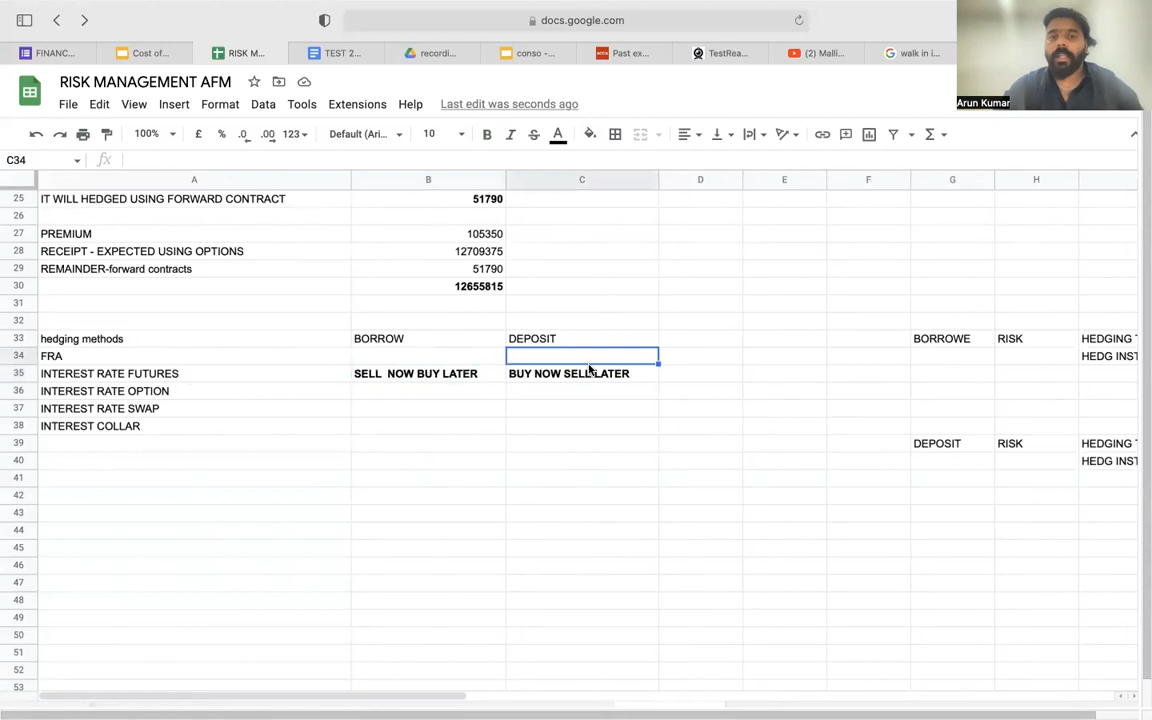 docs.google.com
FINANC...
Cost of...
RISK M...
TEST 2...
recordi...
conso -...
Past ex...
TestRea...
(2) Malli...
walk in i...
RISK MANAGEMENT AFM
File Edit View Insert Format Data Tools Extensions Help Last edit was seconds ago
100% £ % .0 .00 123 Default (Ari... 10 B I S A
C34 fx
A B C D E F G H
25 IT WILL HEDGED USING FORWARD CONTRACT 51790
26
27 PREMIUM 105350
28 RECEIPT - EXPECTED USING OPTIONS 12709375
29 REMAINDER-forward contracts 51790
30 12655815
31
32
33 hedging methods BORROW DEPOSIT BORROWE RISK HEDGING
34 FRA HEDG INST
35 INTEREST RATE FUTURES SELL NOW BUY LATER BUY NOW SELL LATER
36 INTEREST RATE OPTION
37 INTEREST RATE SWAP
38 INTEREST COLLAR
39 DEPOSIT RISK HEDGING
40 HEDG INST
41
42
43
44
45
46
47
48
49
50
51
52
53
Arun Kumar